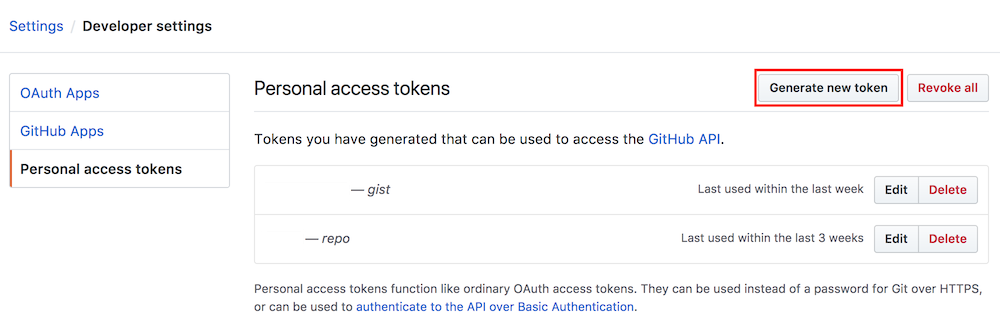 Settings / Developer settings
OAuth Apps
GitHub Apps
Personal access tokens
Personal access tokens
Generate new token
Revoke all
Tokens you have generated that can be used to access the GitHub API.
— gist
Last used within the last week
Edit
Delete
— repo
Last used within the last 3 weeks
Edit
Delete
Personal access tokens function like ordinary OAuth access tokens. They can be used instead of a password for Git over HTTPS,
or can be used to authenticate to the API over Basic Authentication.